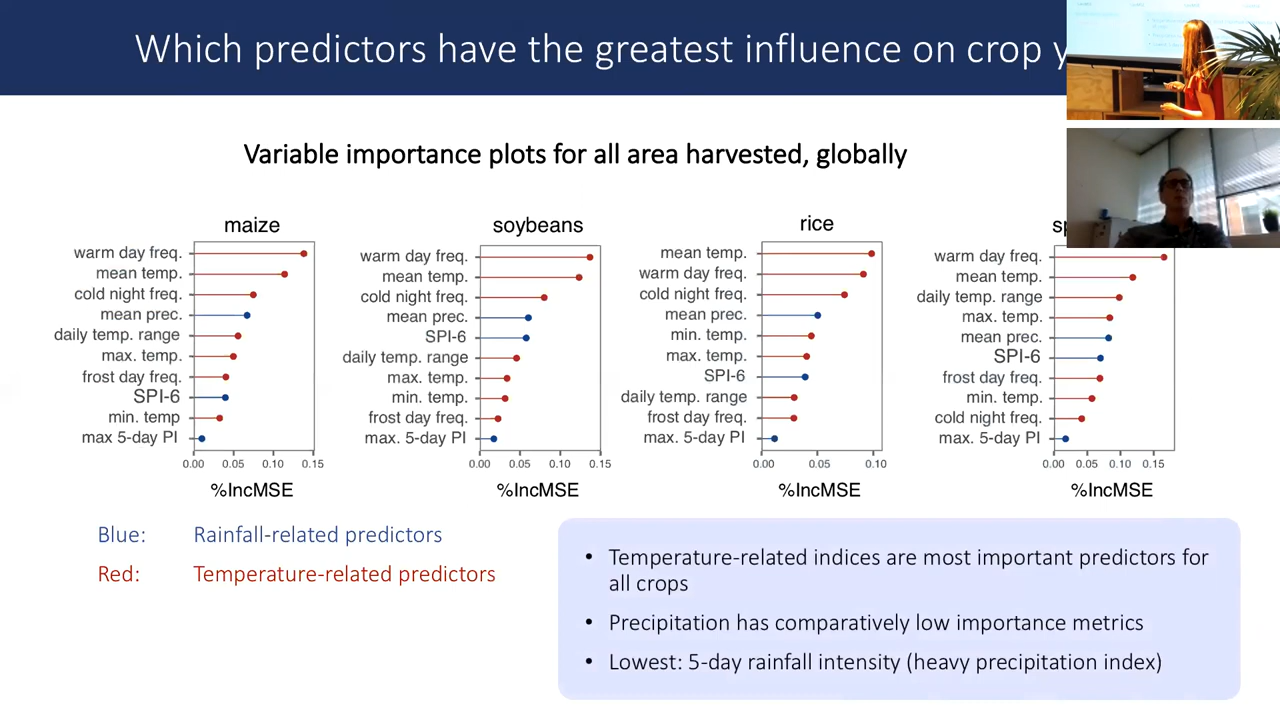 Which predictors have the greatest influence on crop
Variable importance plots for all area harvested, globally
maize
warm day freq.
mean temp.
cold night freq.
mean prec.
daily temp. range
max. temp.
frost day freq.
SPI-6
min. temp
max 5-day PI
0.00 0.05 0.10 0.15
%IncMSE
soybeans
warm day freq.
mean temp.
cold night freq.
mean prec.
SPI-6
daily temp. range
max. temp.
min. temp.
frost day freq.
max. 5-day PI
0.00 0.05 0.10 0.15
%IncMSE
rice
mean temp.
warm day freq.
cold night freq.
mean prec.
min. temp.
max. temp.
SPI-6
daily temp. range
frost day freq.
max. 5-day PI
0.00 0.05 0.10
%IncMSE
warm day freq.
mean temp.
daily temp. range
max. temp.
mean prec.
SPI-6
frost day freq.
min. temp.
cold night freq.
max. 5-day PI
0.00 0.05 0.10 0.15
%IncMSE
Blue: Rainfall-related predictors
Red: Temperature-related predictors
• Temperature-related indices are most important predictors for
all crops
• Precipitation has comparatively low importance metrics
• Lowest: 5-day rainfall intensity (heavy precipitation index)